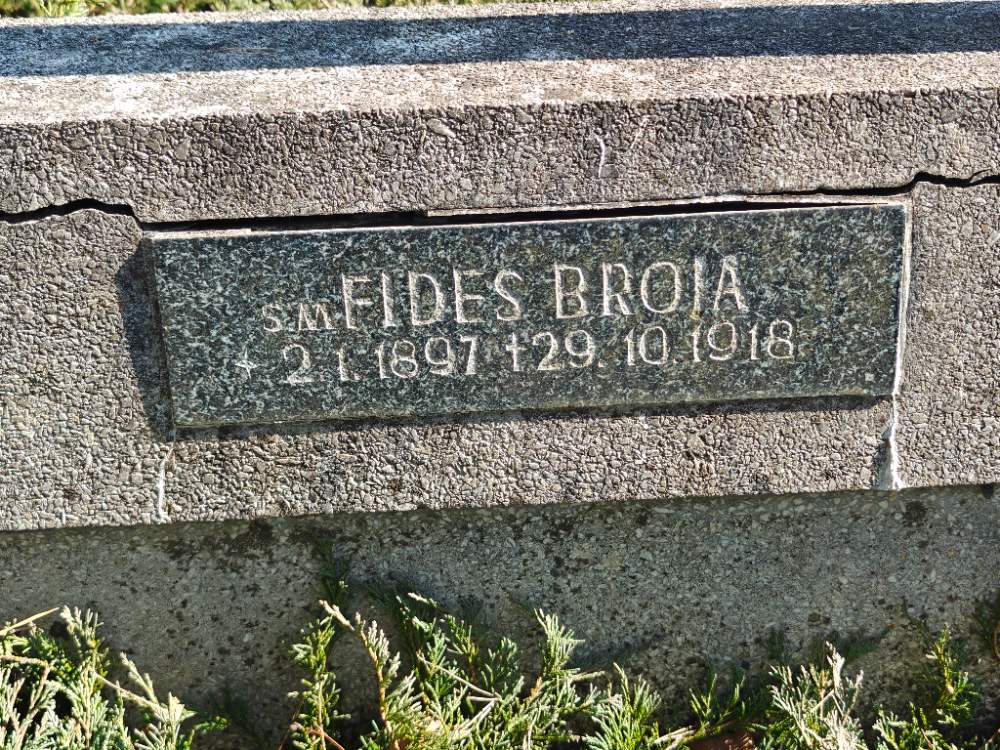 S.M. FIDES BROIA
* 2.1.1897 † 29.10.1918